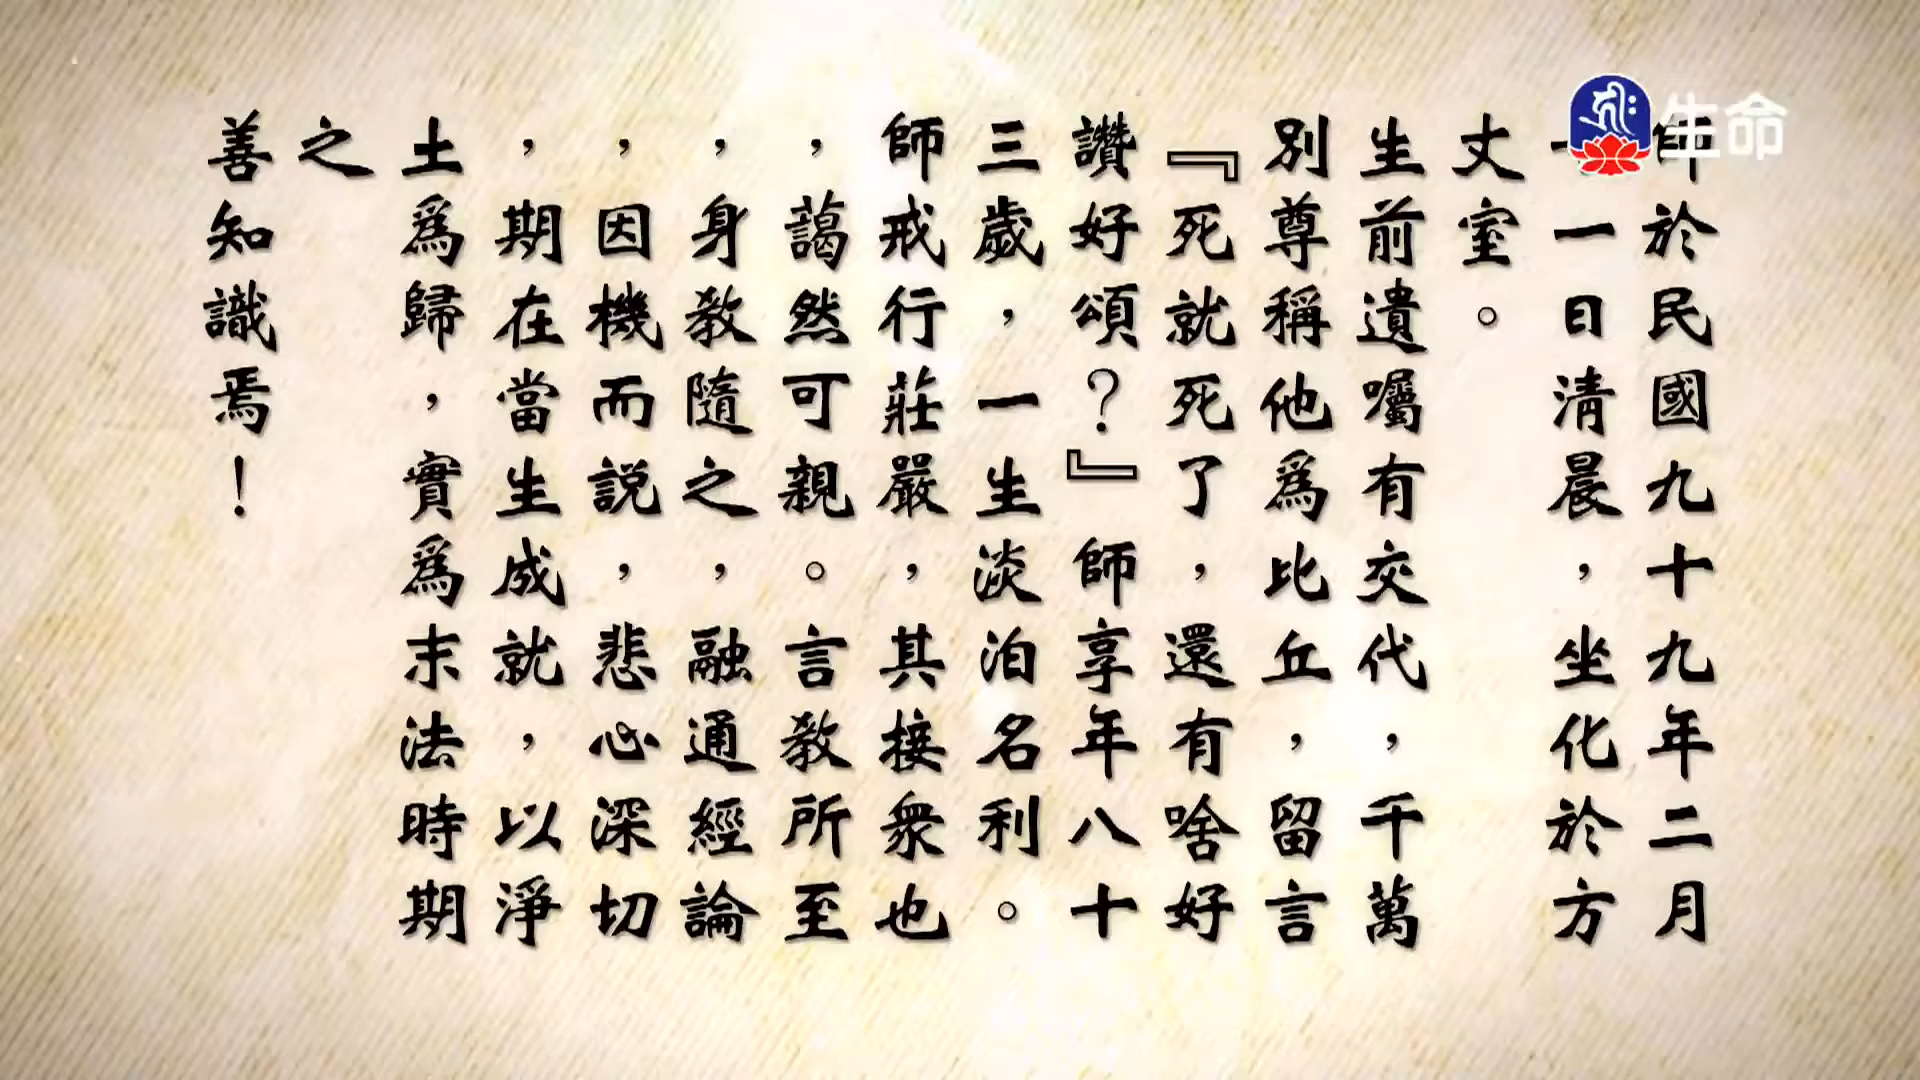 生命
師於民國九十九年二月
一日清晨，坐化於方
丈室。
生前遺囑有交代，千萬
別尊稱他為比丘，留言
『死就死了，還有啥好
讚好頌？』師享年八十
三歲，一生淡泊名利。
師戒行莊嚴，其接衆也
，藹然可親。言教所至
，身教隨之，融通經論
，因機而説，悲心深切
，期在當生成就，以淨
土為歸，實為末法時期
之
善知識焉！